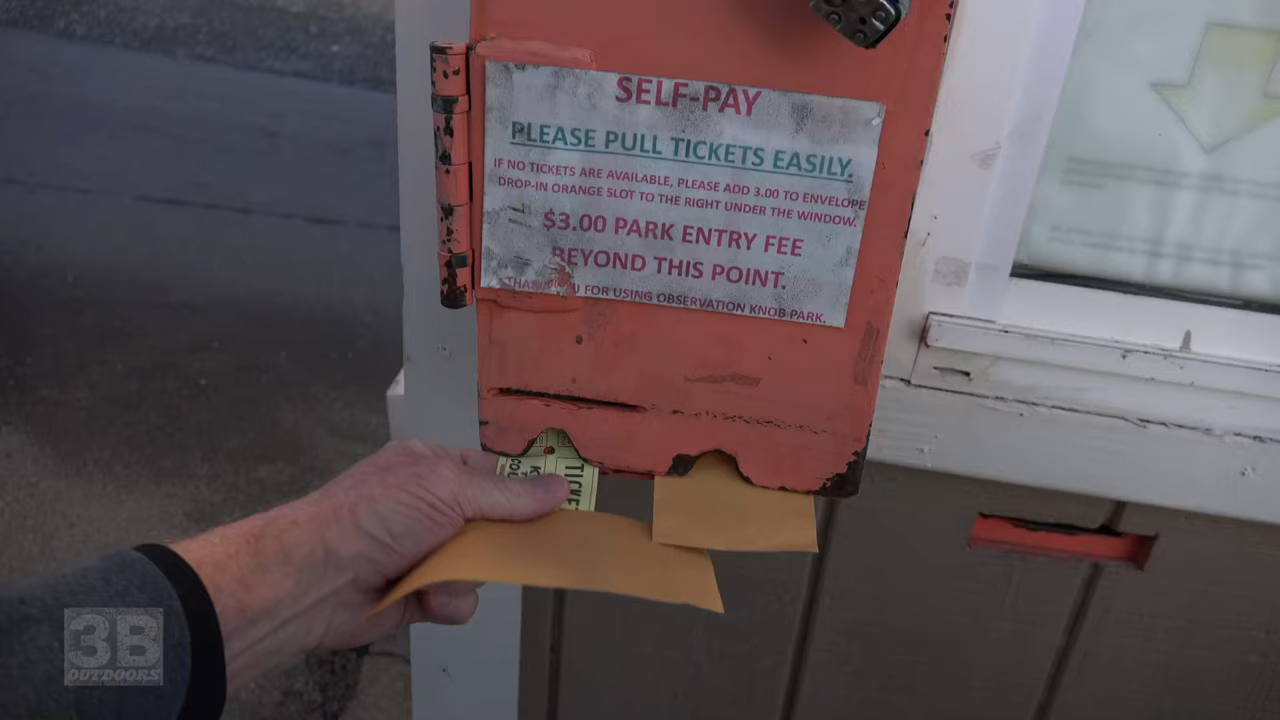 SELF-PAY
PLEASE PULL TICKETS EASILY.
IF NO TICKETS ARE AVAILABLE, PLEASE ADD 3.00 TO ENVELOPE
DROP-IN ORANGE SLOT TO THE RIGHT UNDER THE WINDOW.
$3.00 PARK ENTRY FEE
BEYOND THIS POINT.
FOR USING OBSERVATION KNOB PARK.
TICKE
3B
OUTDOORS